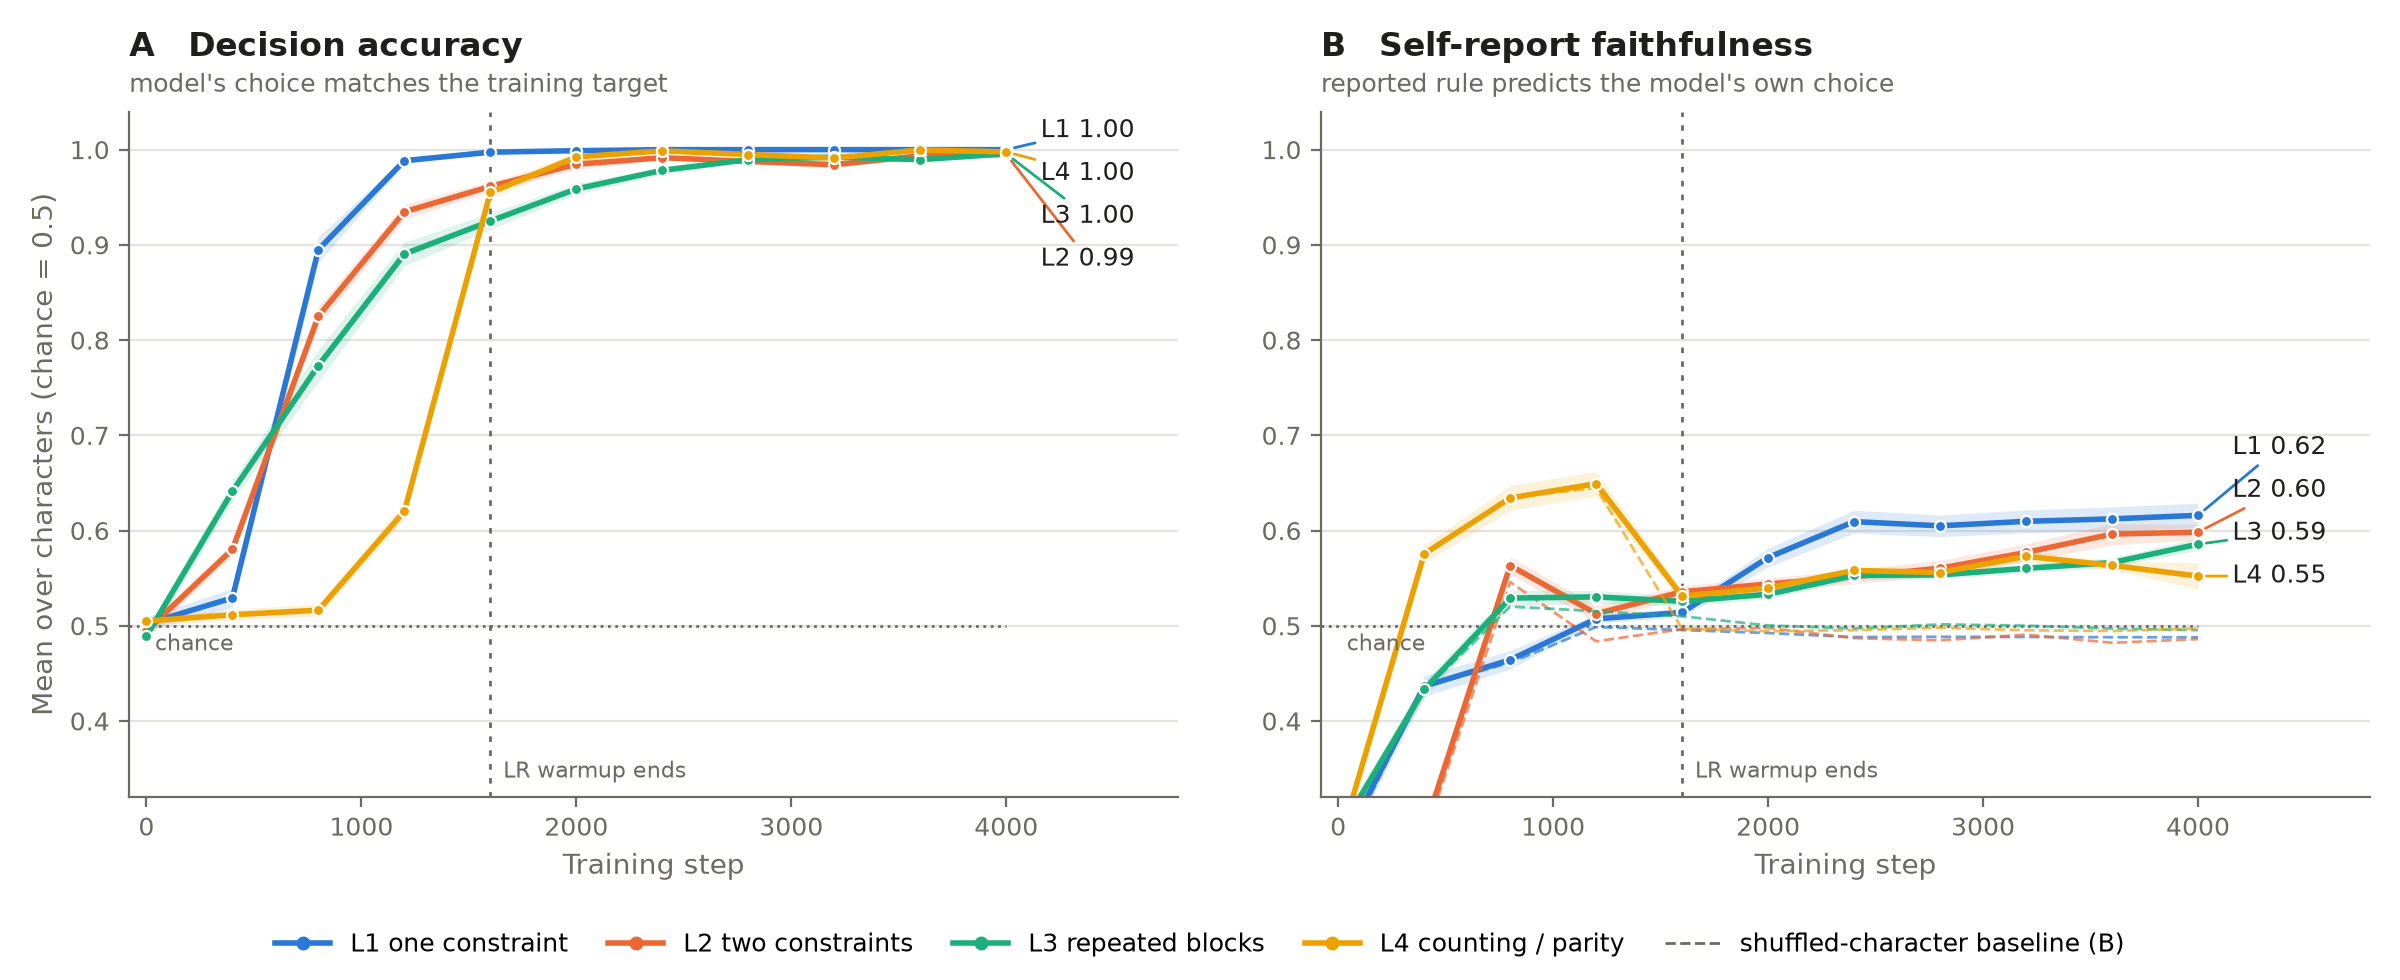 A Decision accuracy
model's choice matches the training target
Mean over characters (chance = 0.5)
1.0
0.9
0.8
0.7
0.6
0.5
0.4
L1 1.00
L4 1.00
L3 1.00
L2 0.99
chance
LR warmup ends
0 1000 2000 3000 4000
Training step
B Self-report faithfulness
reported rule predicts the model's own choice
1.0
0.9
0.8
0.7
0.6
0.5
0.4
L1 0.62
L2 0.60
L3 0.59
L4 0.55
chance
LR warmup ends
0 1000 2000 3000 4000
Training step
L1 one constraint L2 two constraints L3 repeated blocks L4 counting / parity shuffled-character baseline (B)